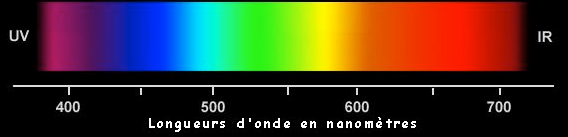 UV IR
400 500 600 700
Longueurs d'onde en nanomètres